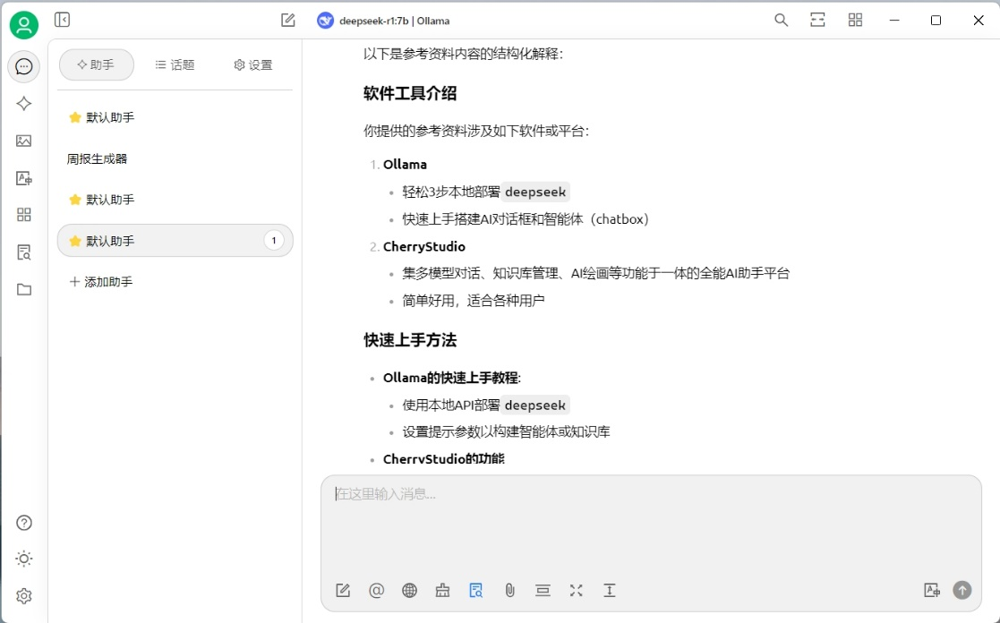 deepseek-r1:7b | Ollama
助手
话题
设置
默认助手
周报生成器
默认助手
默认助手
1
添加助手
以下是参考资料内容的结构化解释：
软件工具介绍
你提供的参考资料涉及如下软件或平台：
1. Ollama
轻松3步本地部署 deepseek
快速上手搭建AI对话框和智能体（chatbox）
2. CherryStudio
集多模型对话、知识库管理、AI绘画等功能于一体的全能AI助手平台
简单好用，适合各种用户
快速上手方法
Ollama的快速上手教程:
使用本地API部署 deepseek
设置提示参数以构建智能体或知识库
CherryStudio的功能
在这里输入消息...